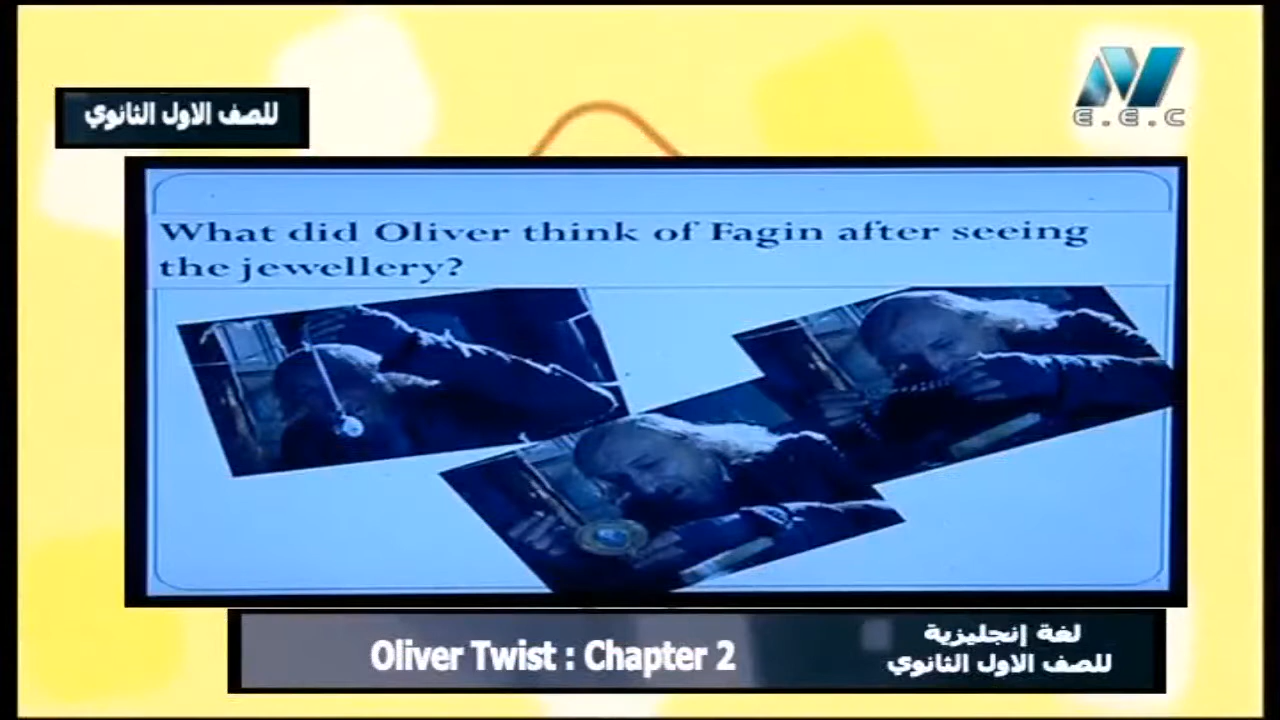 للصف الاول الثانوي
E.E.C
What did Oliver think of Fagin after seeing
the jewellery?
Oliver Twist : Chapter 2
لغة إنجليزية
للصف الاول الثانوي